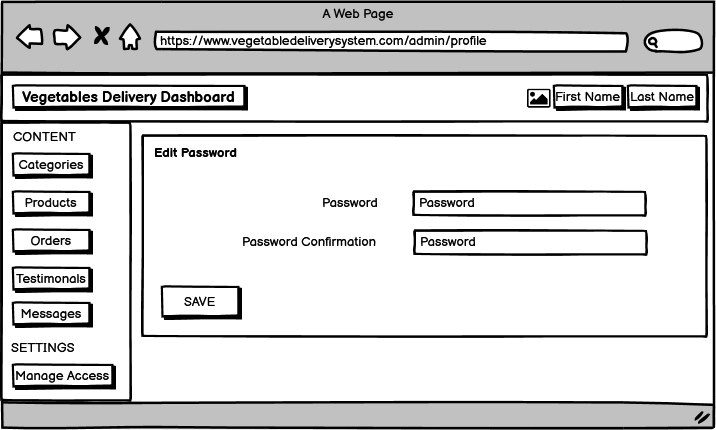 A Web Page
https://www.vegetabledeliverysystem.com/admin/profile
Vegetables Delivery Dashboard
First Name
Last Name
CONTENT
Categories
Products
Orders
Testimonals
Messages
SETTINGS
Manage Access
Edit Password
Password
Password
Password Confirmation
Password
SAVE